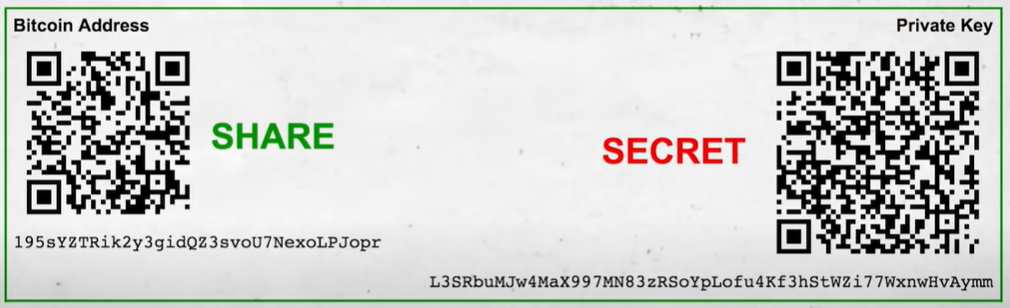 Bitcoin Address
Private Key
SHARE
SECRET
195sYZTRik2y3gidQZ3svoU7NexoLPJopr
L3SRbuMJw4MaX997MN83zRSoYpLofu4Kf3hStWZi77WxnwHvAymm